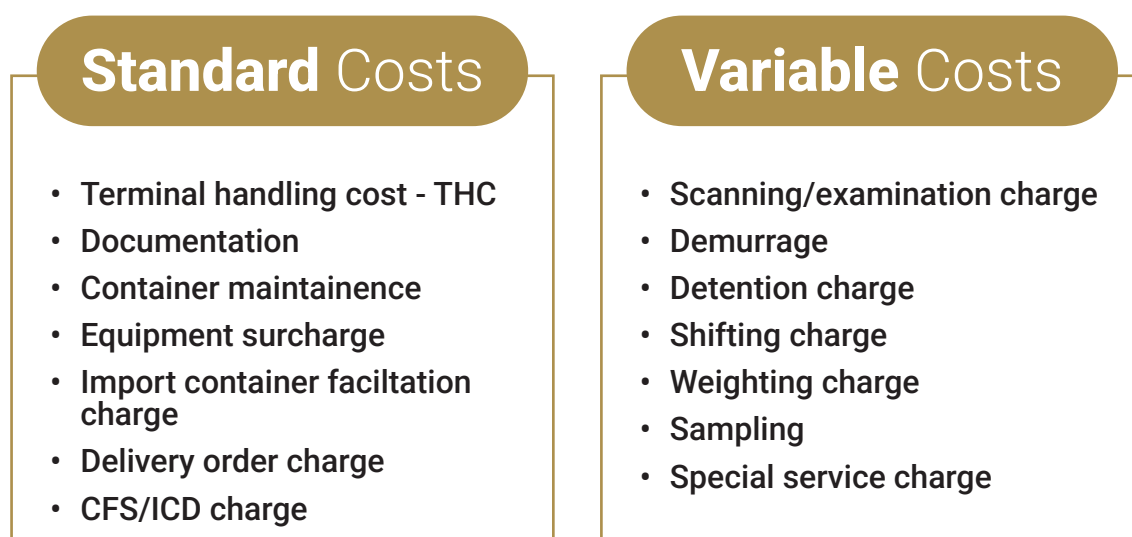 Standard Costs
• Terminal handling cost - THC
• Documentation
• Container maintainence
• Equipment surcharge
• Import container faciltation
charge
• Delivery order charge
• CFS/ICD charge
Variable Costs
• Scanning/examination charge
• Demurrage
• Detention charge
• Shifting charge
• Weighting charge
• Sampling
• Special service charge